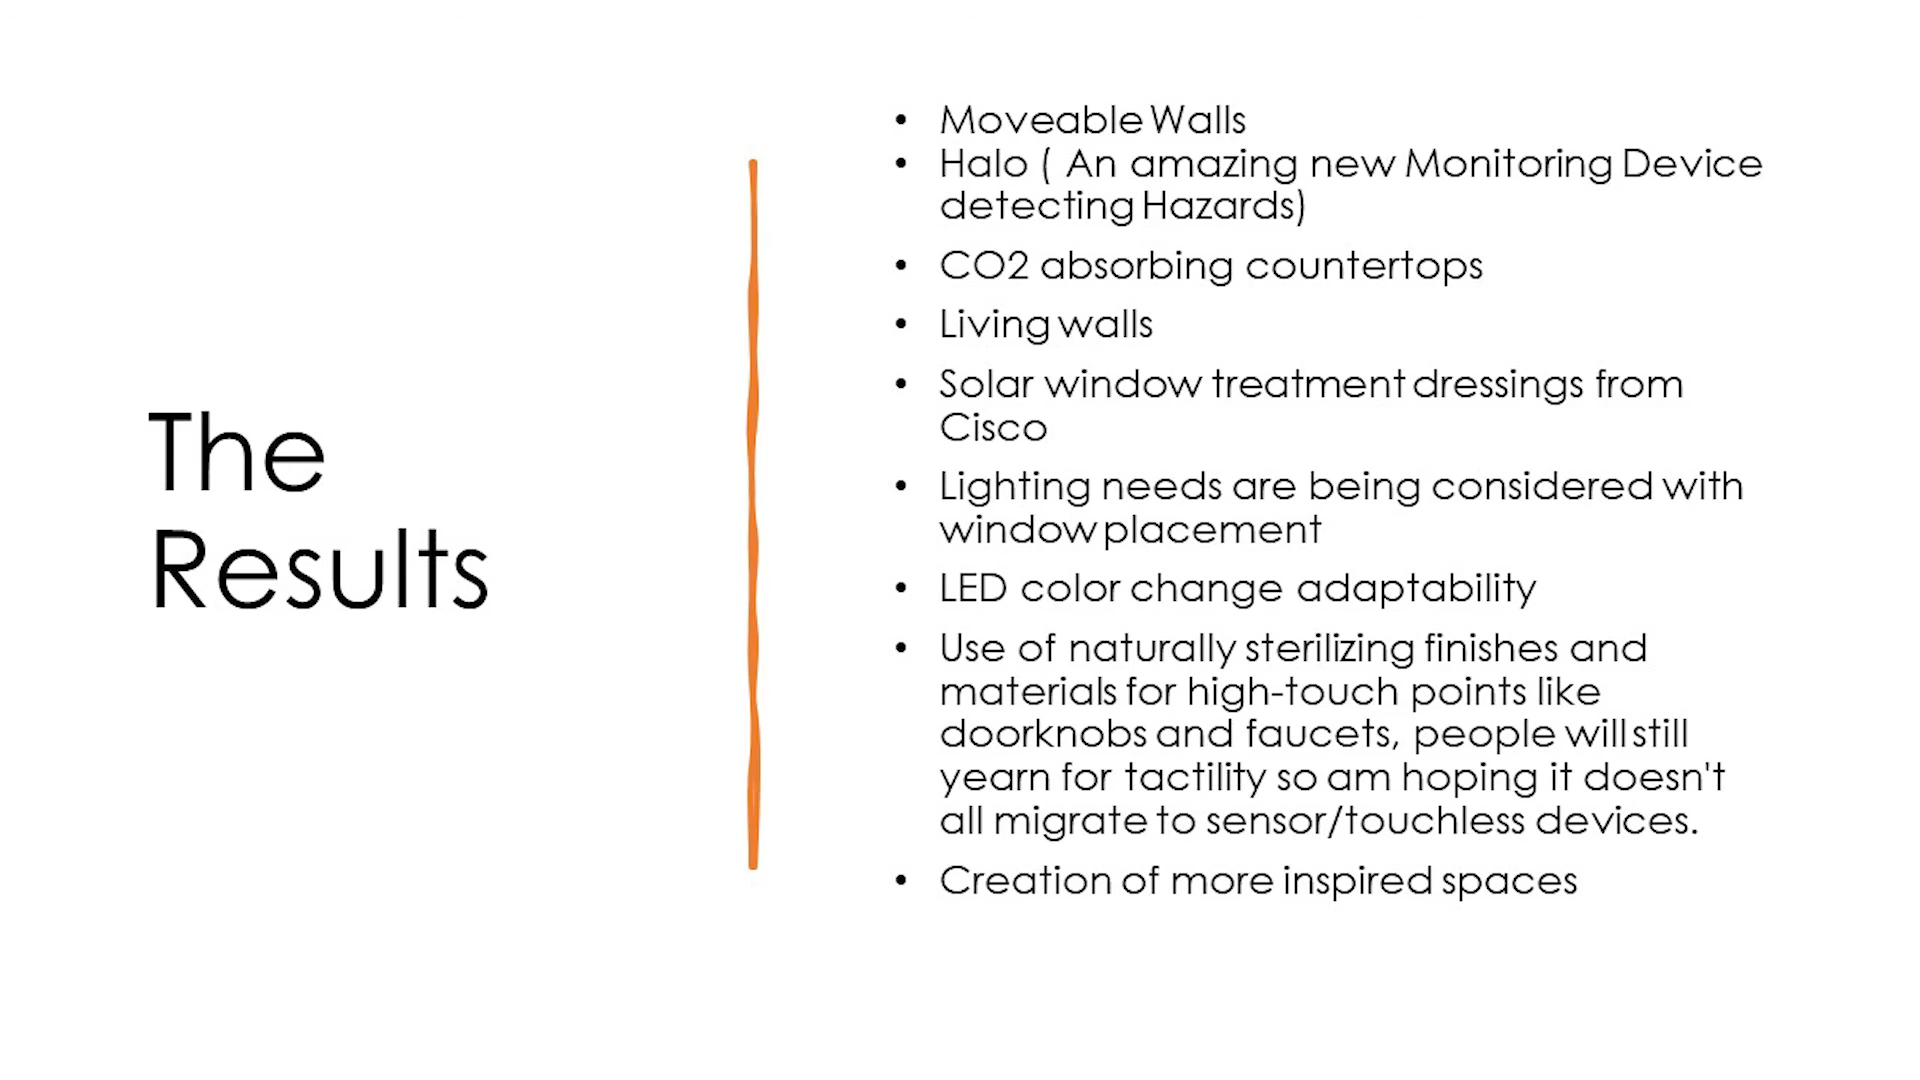 The
Results
• Moveable Walls
• Halo ( An amazing new Monitoring Device
detecting Hazards)
• CO2 absorbing countertops
• Living walls
• Solar window treatment dressings from
Cisco
• Lighting needs are being considered with
window placement
• LED color change adaptability
• Use of naturally sterilizing finishes and
materials for high-touch points like
doorknobs and faucets, people will still
yearn for tactility so am hoping it doesn't
all migrate to sensor/touchless devices.
• Creation of more inspired spaces